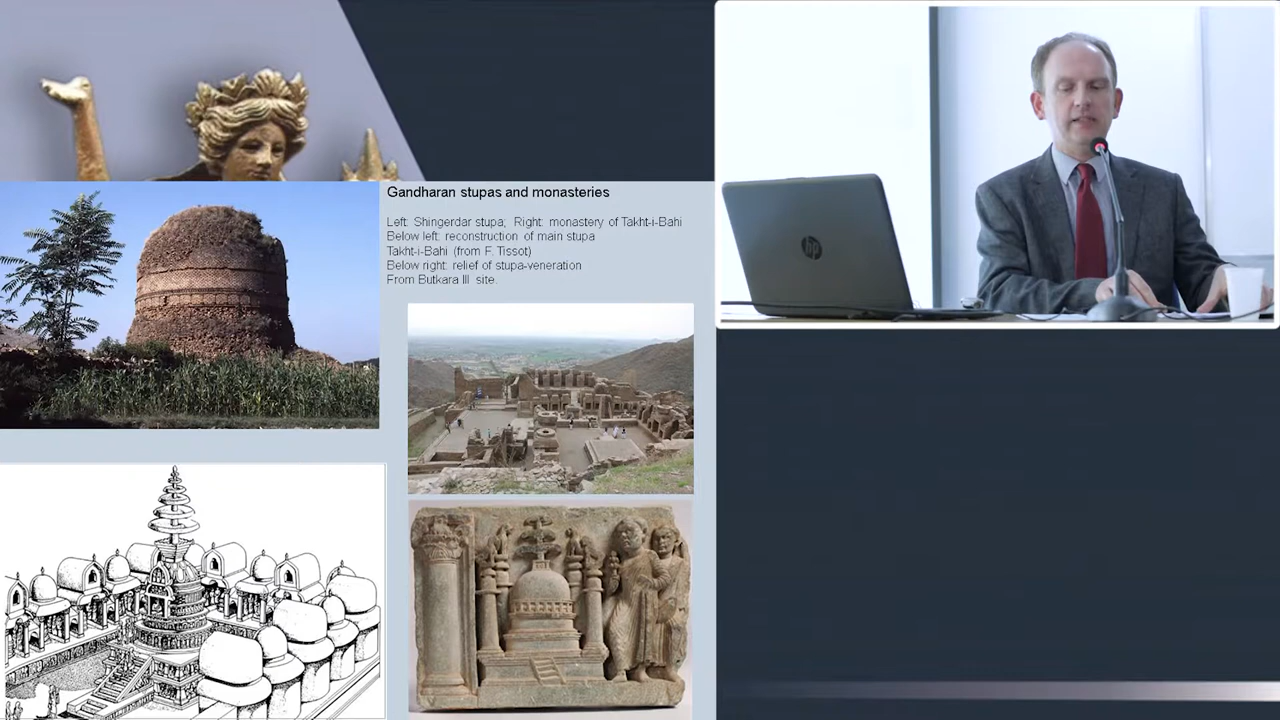 Gandharan stupas and monasteries
Left: Shingerdar stupa; Right: monastery of Takht-i-Bahi
Below left: reconstruction of main stupa
Takht-i-Bahi (from F. Tissot)
Below right: relief of stupa-veneration
From Butkara III site.
hp